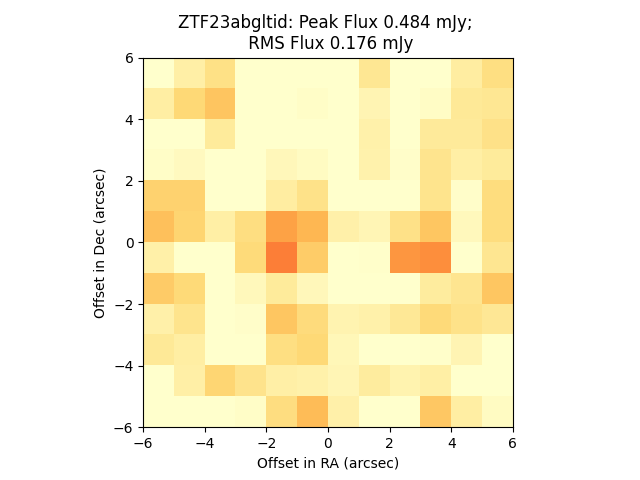 ZTF23abgltid: Peak Flux 0.484 mJy;
RMS Flux 0.176 mJy
6
4
2
0
−2
−4
−6
Offset in Dec (arcsec)
−6 −4 −2 0 2 4 6
Offset in RA (arcsec)